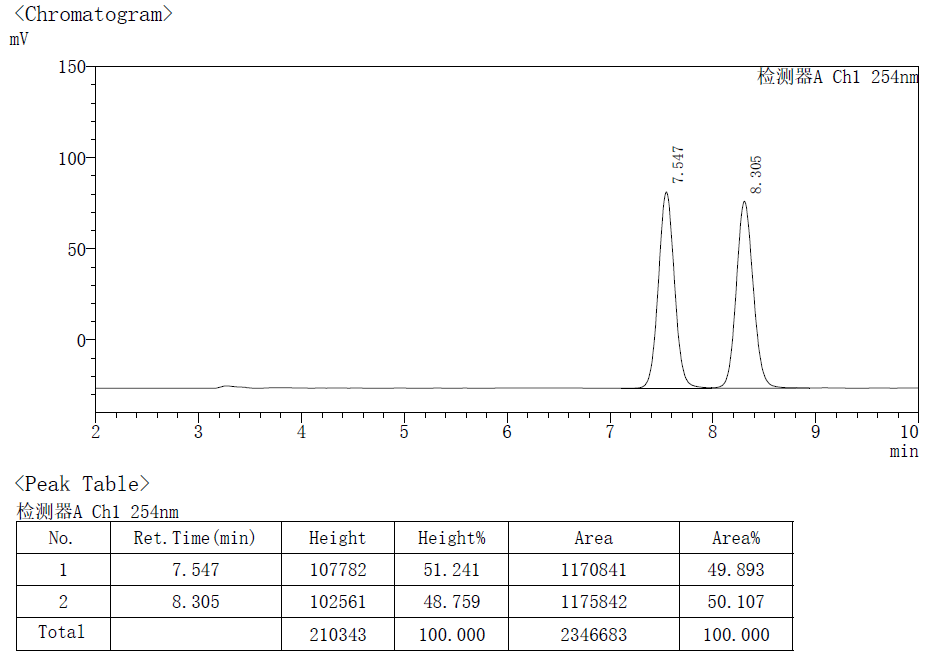 <Chromatogram>
mV
150
检测器A Ch1 254nm
7.547
8.305
100
50
0
2 3 4 5 6 7 8 9 10
min
<Peak Table>
检测器A Ch1 254nm
No. Ret.Time(min) Height Height% Area Area%
1 7.547 107782 51.241 1170841 49.893
2 8.305 102561 48.759 1175842 50.107
Total 210343 100.000 2346683 100.000